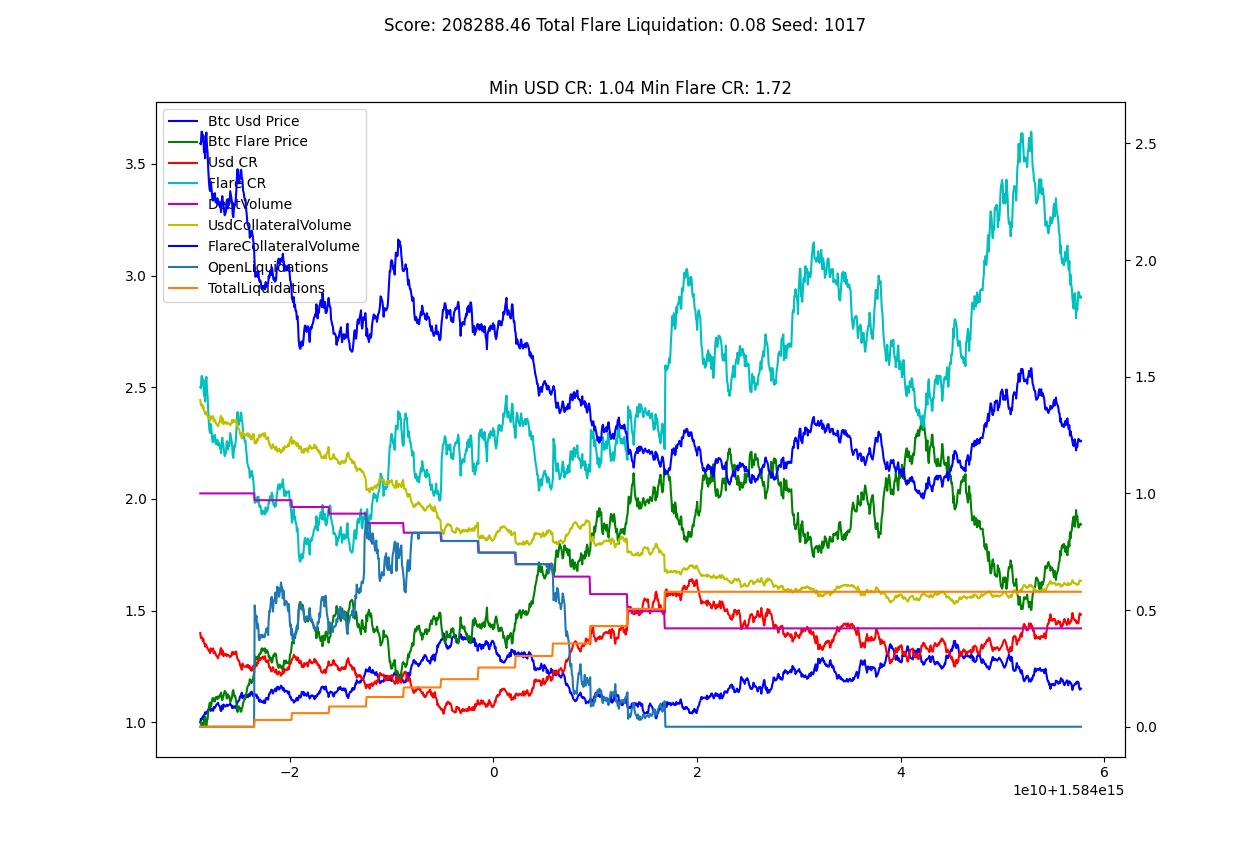 Score: 208288.46 Total Flare Liquidation: 0.08 Seed: 1017
Min USD CR: 1.04 Min Flare CR: 1.72
Btc Usd Price
Btc Flare Price
Usd CR
Flare CR
DebtVolume
UsdCollateralVolume
FlareCollateralVolume
OpenLiquidations
TotalLiquidations
3.5
3.0
2.5
2.0
1.5
1.0
2.5
2.0
1.5
1.0
0.5
0.0
−2
0
2
4
6
1e10+1.584e15